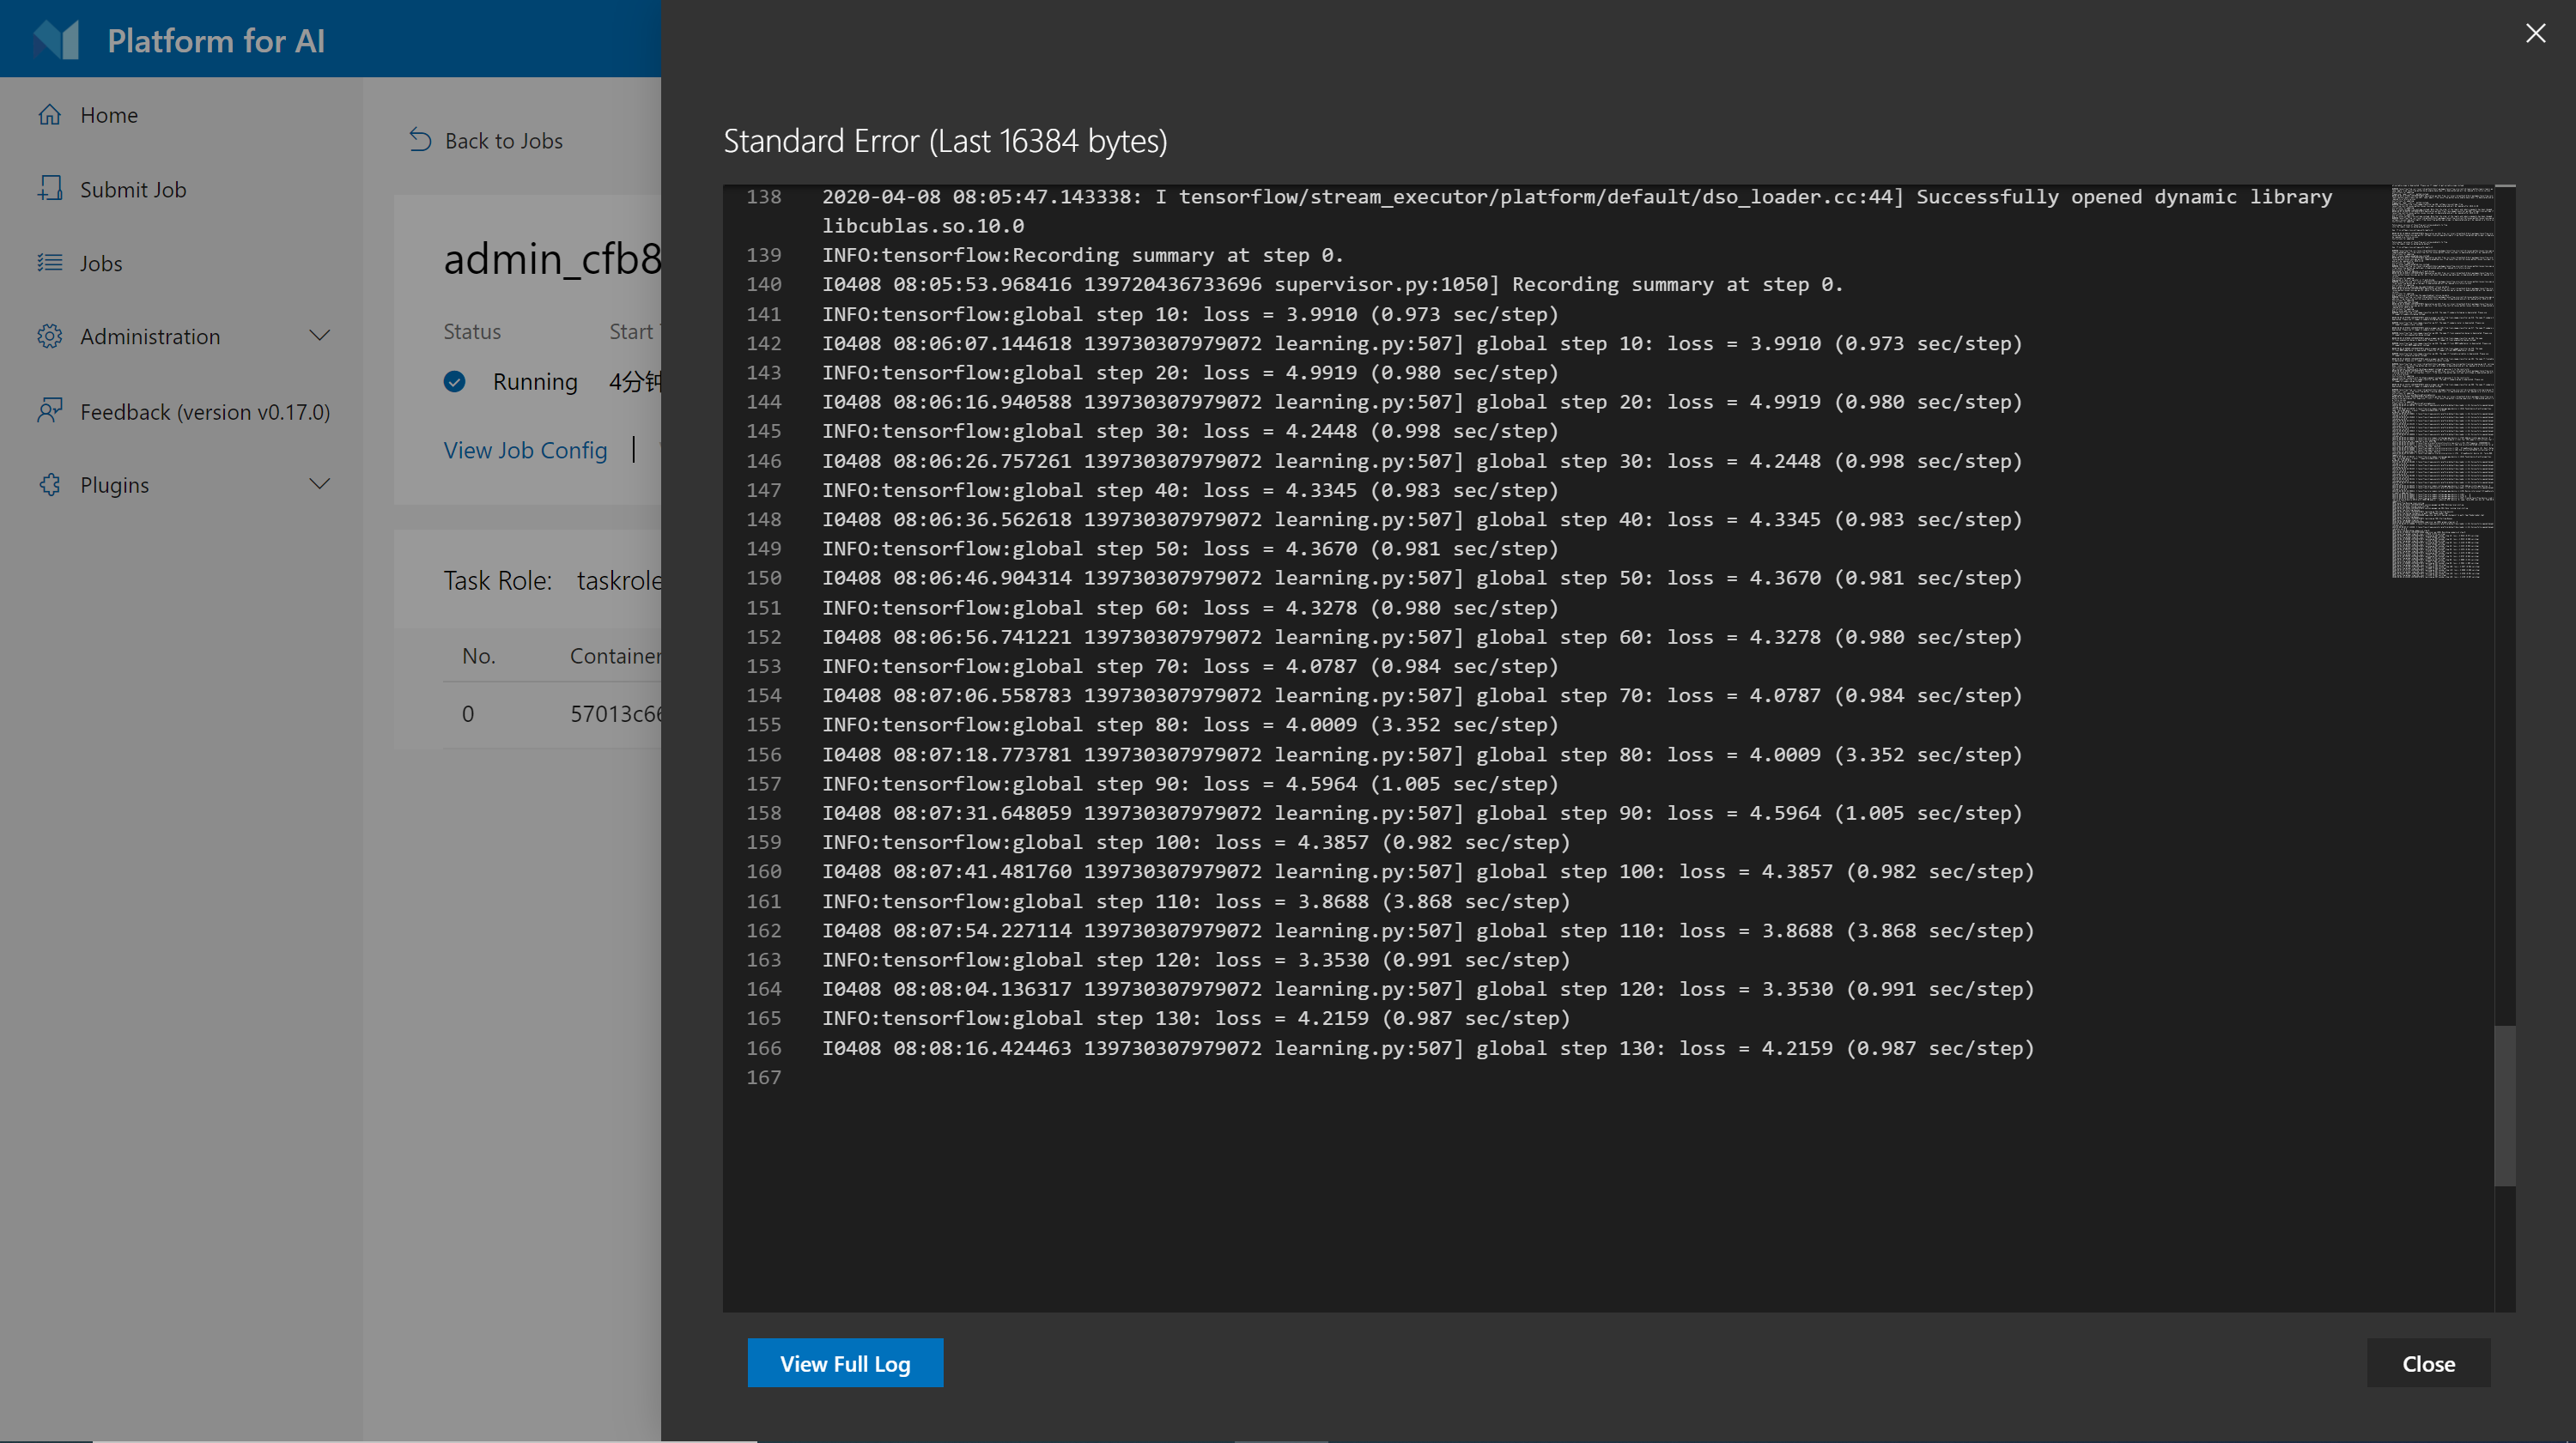 Platform for AI
Home
Submit Job
Jobs
Administration
Feedback (version v0.17.0)
Plugins
Back to Jobs
admin_cfb8
Status
Start
Running
4分钟
View Job Config
Task Role: taskrole
No.
Container
0
57013c66
Standard Error (Last 16384 bytes)
138 2020-04-08 08:05:47.143338: I tensorflow/stream_executor/platform/default/dso_loader.cc:44] Successfully opened dynamic library
libcublas.so.10.0
139 INFO:tensorflow:Recording summary at step 0.
140 I0408 08:05:53.968416 139720436733696 supervisor.py:1050] Recording summary at step 0.
141 INFO:tensorflow:global step 10: loss = 3.9910 (0.973 sec/step)
142 I0408 08:06:07.144618 139730307979072 learning.py:507] global step 10: loss = 3.9910 (0.973 sec/step)
143 INFO:tensorflow:global step 20: loss = 4.9919 (0.980 sec/step)
144 I0408 08:06:16.940588 139730307979072 learning.py:507] global step 20: loss = 4.9919 (0.980 sec/step)
145 INFO:tensorflow:global step 30: loss = 4.2448 (0.998 sec/step)
146 I0408 08:06:26.757261 139730307979072 learning.py:507] global step 30: loss = 4.2448 (0.998 sec/step)
147 INFO:tensorflow:global step 40: loss = 4.3345 (0.983 sec/step)
148 I0408 08:06:36.562618 139730307979072 learning.py:507] global step 40: loss = 4.3345 (0.983 sec/step)
149 INFO:tensorflow:global step 50: loss = 4.3670 (0.981 sec/step)
150 I0408 08:06:46.904314 139730307979072 learning.py:507] global step 50: loss = 4.3670 (0.981 sec/step)
151 INFO:tensorflow:global step 60: loss = 4.3278 (0.980 sec/step)
152 I0408 08:06:56.741221 139730307979072 learning.py:507] global step 60: loss = 4.3278 (0.980 sec/step)
153 INFO:tensorflow:global step 70: loss = 4.0787 (0.984 sec/step)
154 I0408 08:07:06.558783 139730307979072 learning.py:507] global step 70: loss = 4.0787 (0.984 sec/step)
155 INFO:tensorflow:global step 80: loss = 4.0009 (3.352 sec/step)
156 I0408 08:07:18.773781 139730307979072 learning.py:507] global step 80: loss = 4.0009 (3.352 sec/step)
157 INFO:tensorflow:global step 90: loss = 4.5964 (1.005 sec/step)
158 I0408 08:07:31.648059 139730307979072 learning.py:507] global step 90: loss = 4.5964 (1.005 sec/step)
159 INFO:tensorflow:global step 100: loss = 4.3857 (0.982 sec/step)
160 I0408 08:07:41.481760 139730307979072 learning.py:507] global step 100: loss = 4.3857 (0.982 sec/step)
161 INFO:tensorflow:global step 110: loss = 3.8688 (3.868 sec/step)
162 I0408 08:07:54.227114 139730307979072 learning.py:507] global step 110: loss = 3.8688 (3.868 sec/step)
163 INFO:tensorflow:global step 120: loss = 3.3530 (0.991 sec/step)
164 I0408 08:08:04.136317 139730307979072 learning.py:507] global step 120: loss = 3.3530 (0.991 sec/step)
165 INFO:tensorflow:global step 130: loss = 4.2159 (0.987 sec/step)
166 I0408 08:08:16.424463 139730307979072 learning.py:507] global step 130: loss = 4.2159 (0.987 sec/step)
167
View Full Log
Close